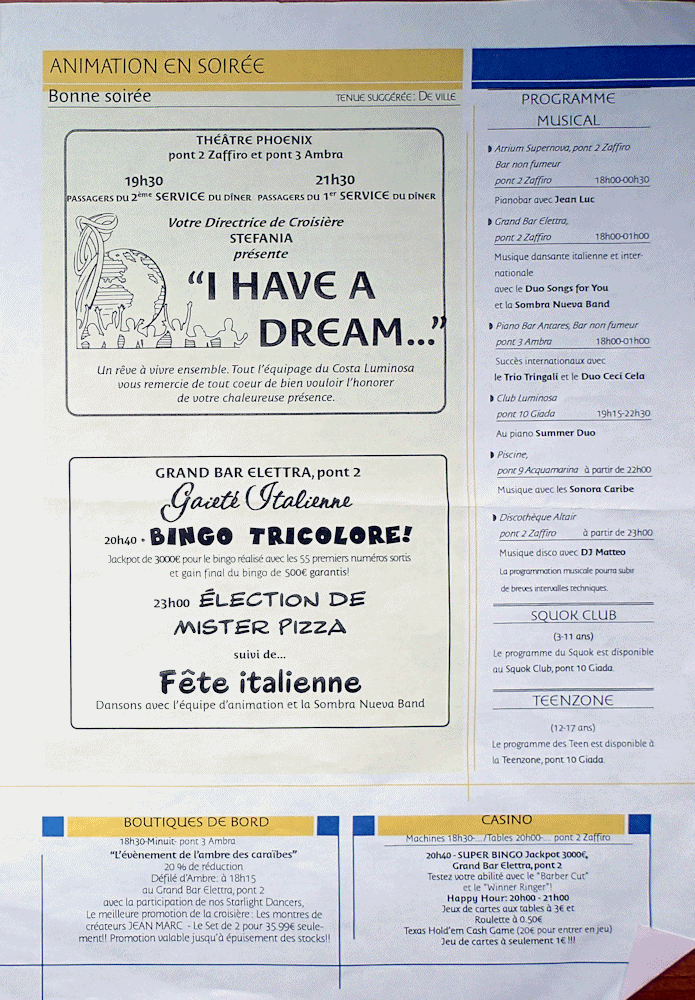 ANIMATION EN SOIRÉE
Bonne soirée
TENUE SUGGÉRÉE: DE VILLE
THÉÂTRE PHOENIX
pont 2 Zaffiro et pont 3 Ambra
19h30 21h30
PASSAGERS DU 2ème SERVICE DU DÎNER PASSAGERS DU 1er SERVICE DU DÎNER
Votre Directrice de Croisière
STEFANIA
présente
“I HAVE A
DREAM...”
Un rêve à vivre ensemble. Tout l'équipage du Costa Luminosa
vous remercie de tout coeur de bien vouloir l'honorer
de votre chaleureuse présence.
GRAND BAR ELETTRA, pont 2
Gaieté Italienne
20h40 • BINGO TRICOLORE!
Jackpot de 3000€ pour le bingo réalisé avec les 55 premiers numéros sortis
et gain final du bingo de 500€ garantis!
23h00 ÉLECTION DE
MISTER PIZZA
suivi de...
Fête italienne
Dansons avec l'équipe d'animation et la Sombra Nueva Band
PROGRAMME
MUSICAL
Atrium Supernova, pont 2 Zaffiro
Bar non fumeur
pont 2 Zaffiro 18h00-00h30
Pianobar avec Jean Luc
Grand Bar Elettra,
pont 2 Zaffiro 18h00-01h00
Musique dansante italienne et inter-
nationale
avec le Duo Songs for You
et la Sombra Nueva Band
Piano Bar Antares, Bar non fumeur
pont 3 Ambra 18h00-01h00
Succès internationaux avec
le Trio Tringali et le Duo Ceci Cela
Club Luminosa
pont 10 Giada 19h15-22h30
Au piano Summer Duo
Piscine,
pont 9 Acquamarina à partir de 22h00
Musique avec les Sonora Caribe
Discothèque Altair
pont 2 Zaffiro à partir de 23h00
Musique disco avec DJ Matteo
La programmation musicale pourra subir
de breves intervalles techniques.
SQUOK CLUB
(3-11 ans)
Le programme du Squok est disponible
au Squok Club, pont 10 Giada.
TEENZONE
(12-17 ans)
Le programme des Teen est disponible à
la Teenzone, pont 10 Giada.
BOUTIQUES DE BORD
18h30-Minuit- pont 3 Ambra
“L'évènement de l'ambre des caraïbes”
20 % de réduction
Défilé d'Ambre: à 18h15
au Grand Bar Elettra, pont 2
avec la participation de nos Starlight Dancers,
Le meilleure promotion de la croisière : Les montres de
créateurs JEAN MARC - Le Set de 2 pour 35.99€ seule-
ment!! Promotion valable jusqu'à épuisement des stocks!!
CASINO
Machines 18h30-.../Tables 20h00-... pont 2 Zaffiro
20h40 - SUPER BINGO Jackpot 3000€,
Grand Bar Elettra, pont 2
Testez votre abilité avec le "Barber Cut"
et le "Winner Ringer"!
Happy Hour: 20h00 - 21h00
Jeux de cartes aux tables à 3€ et
Roulette à 0.50€
Texas Hold'em Cash Game (20€ pour entrer en jeu)
Jeu de cartes à seulement 1€ !!!